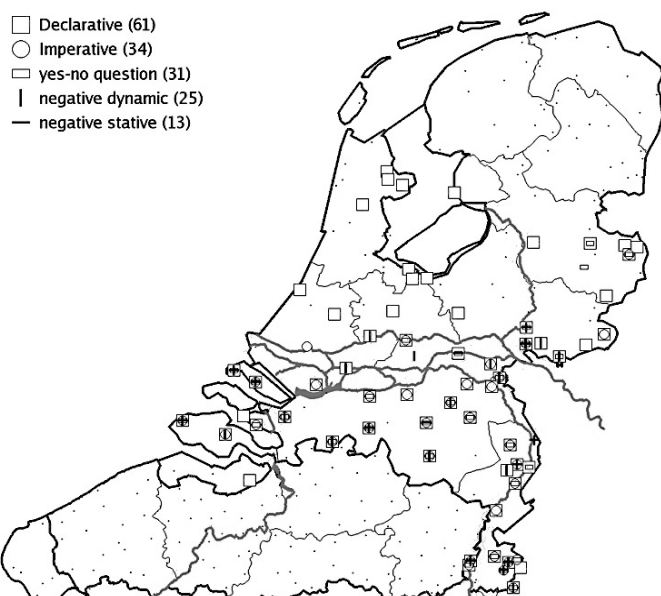 Declarative (61)
Imperative (34)
yes-no question (31)
negative dynamic (25)
negative stative (13)